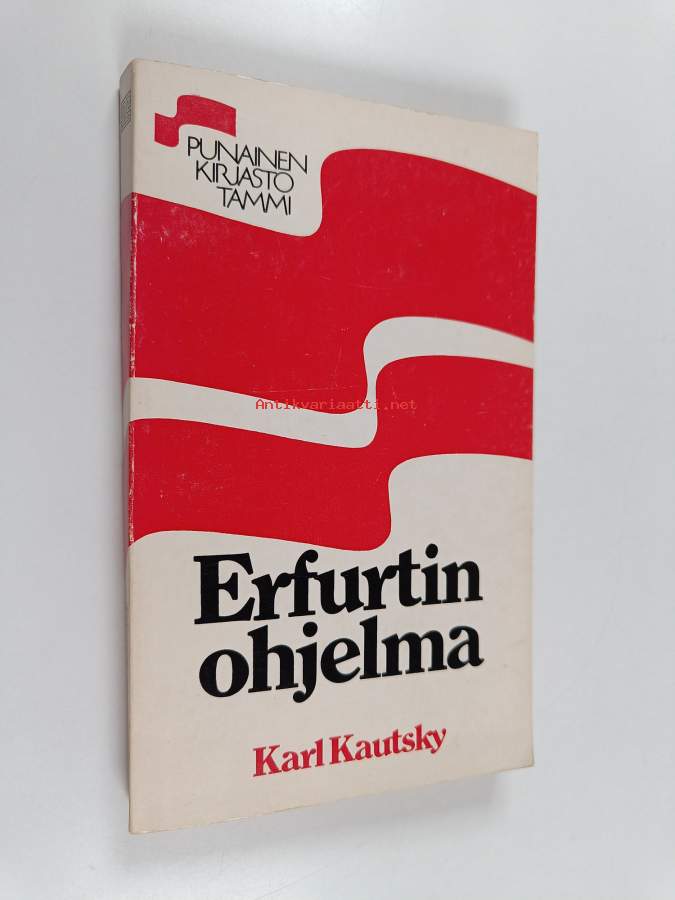 PUNAINEN
KIRJASTO
TAMMI
Antikvariaatti.net
Erfurtin
ohjelma
Karl Kautsky